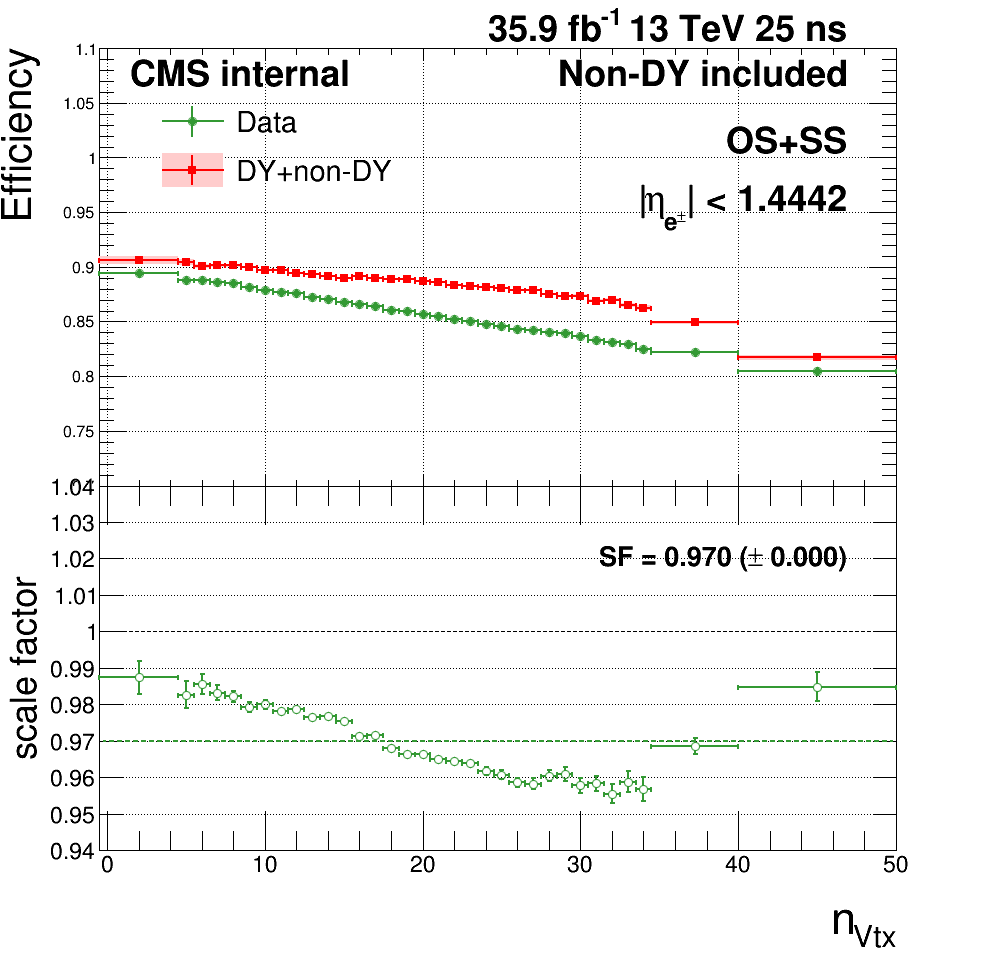 35.9 fb⁻¹ 13 TeV 25 ns
CMS internal
Non-DY included
Data
DY+non-DY
OS+SS
|η_e±| < 1.4442
Efficiency
1.1
1.05
1
0.95
0.9
0.85
0.8
0.75
1.04
1.03
1.02
1.01
1
0.99
0.98
0.97
0.96
0.95
0.94
scale factor
SF = 0.970 (± 0.000)
0 10 20 30 40 50
n_Vtx